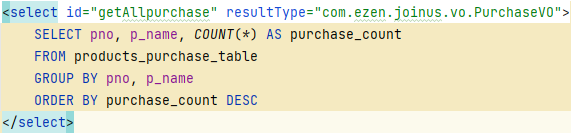 <select id="getAllpurchase" resultType="com.ezen.joinus.vo.PurchaseVO">
SELECT pno, p_name, COUNT(*) AS purchase_count
FROM products_purchase_table
GROUP BY pno, p_name
ORDER BY purchase_count DESC
</select>